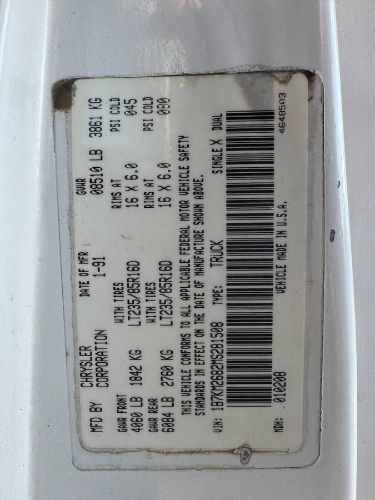 MFD BY CHRYSLER CORPORATION DATE OF MFR 1-91 GVWR 08510 LB 3861 KG
GAWR FRONT WITH TIRES RIMS AT PSI COLD
4060 LB 1842 KG LT235/85R16D 16 X 6.0 045
GAWR REAR WITH TIRES RIMS AT PSI COLD
6084 LB 2760 KG LT235/85R16D 16 X 6.0 080
THIS VEHICLE CONFORMS TO ALL APPLICABLE FEDERAL MOTOR VEHICLE SAFETY
STANDARDS IN EFFECT ON THE DATE OF MANUFACTURE SHOWN ABOVE.
VIN: 1B7KM2682MS281508 TYPE: TRUCK SINGLE X DUAL
MDH: 010208 VEHICLE MADE IN U.S.A. 4648503